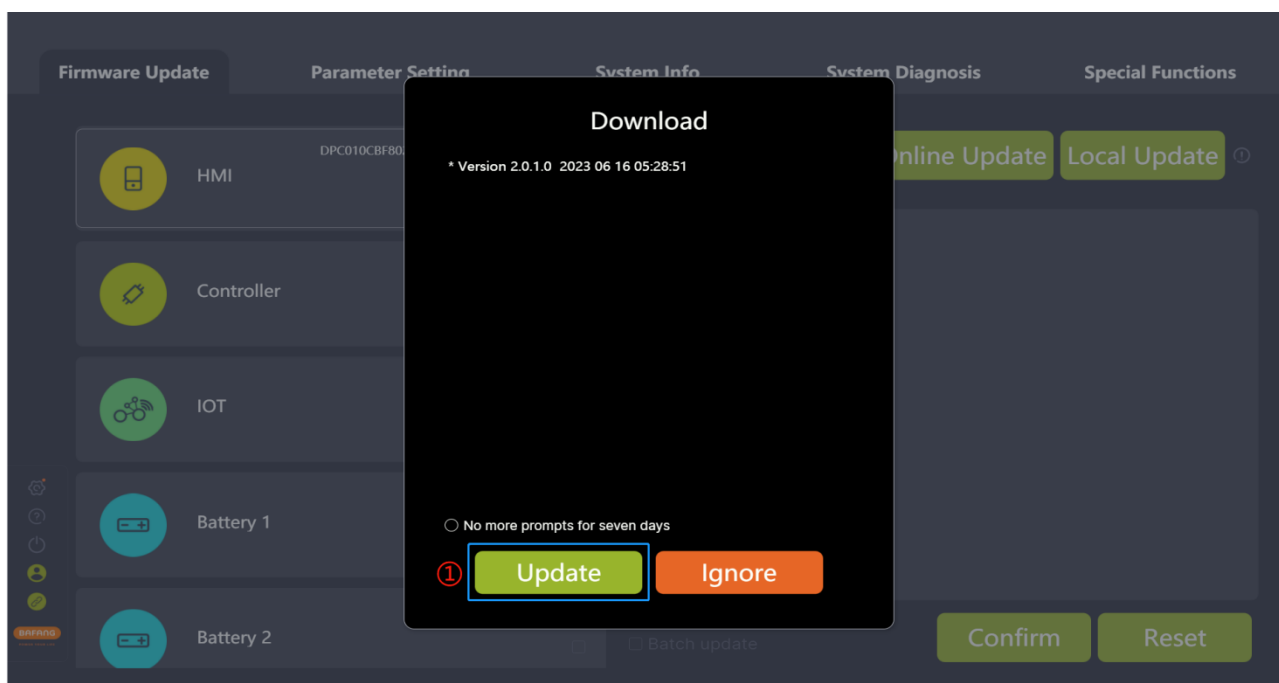 Firmware Update
Parameter Setting
System Info
System Diagnosis
Special Functions
Download
* Version 2.0.1.0 2023 06 16 05:28:51
DPC010CBF80
HMI
Online Update
Local Update
Controller
IOT
Battery 1
No more prompts for seven days
① Update
Ignore
BAFANG
Battery 2
Batch update
Confirm
Reset